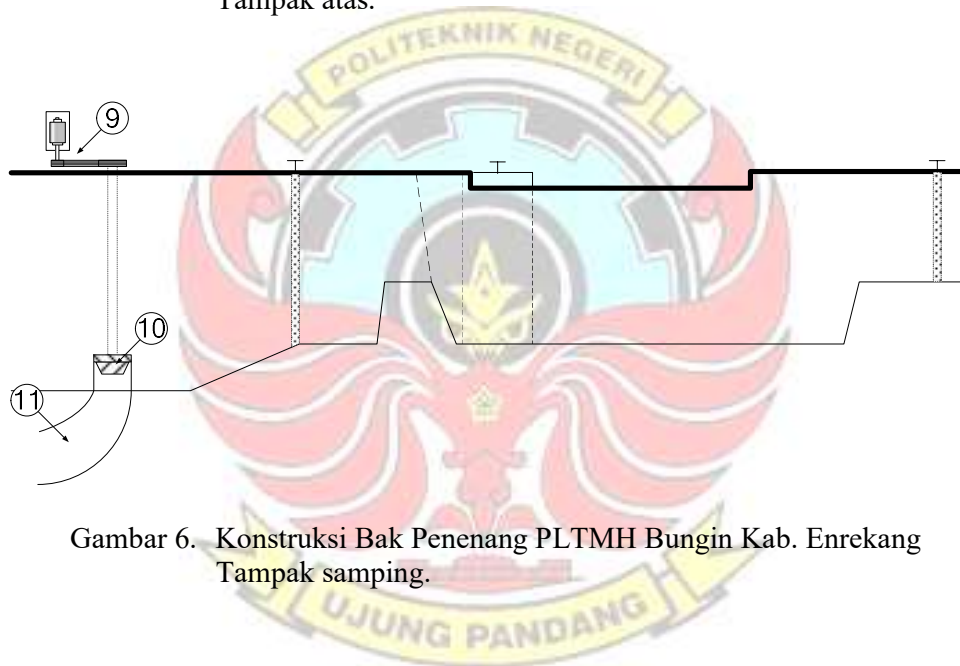 Tampak atas.
POLITEKNIK NEGERI
9
10
11
Gambar 6. Konstruksi Bak Penenang PLTMH Bungin Kab. Enrekang
Tampak samping.
UJUNG PANDANG